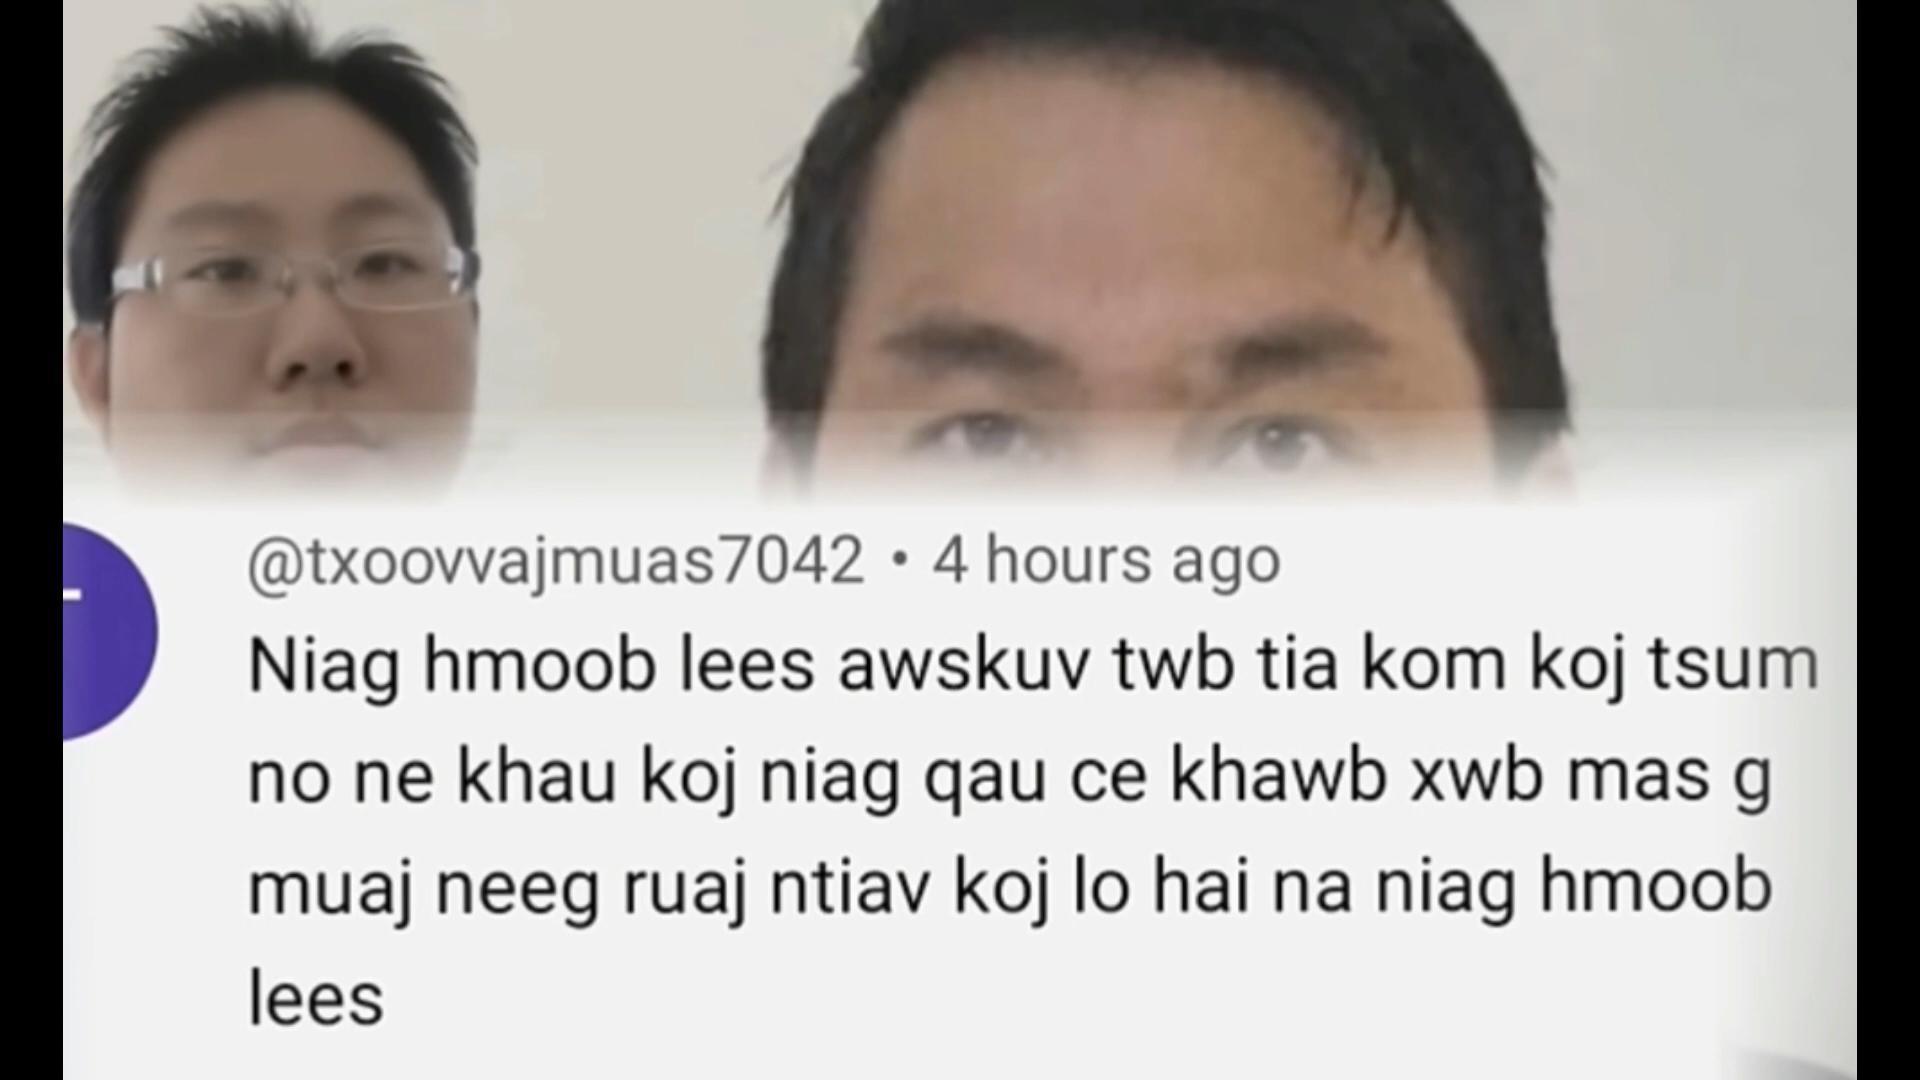 @txoovvajmuas7042 • 4 hours ago
Niag hmoob lees awskuv twb tia kom koj tsum
no ne khau koj niag qau ce khawb xwb mas g
muaj neeg ruaj ntiav koj lo hai na niag hmoob
lees